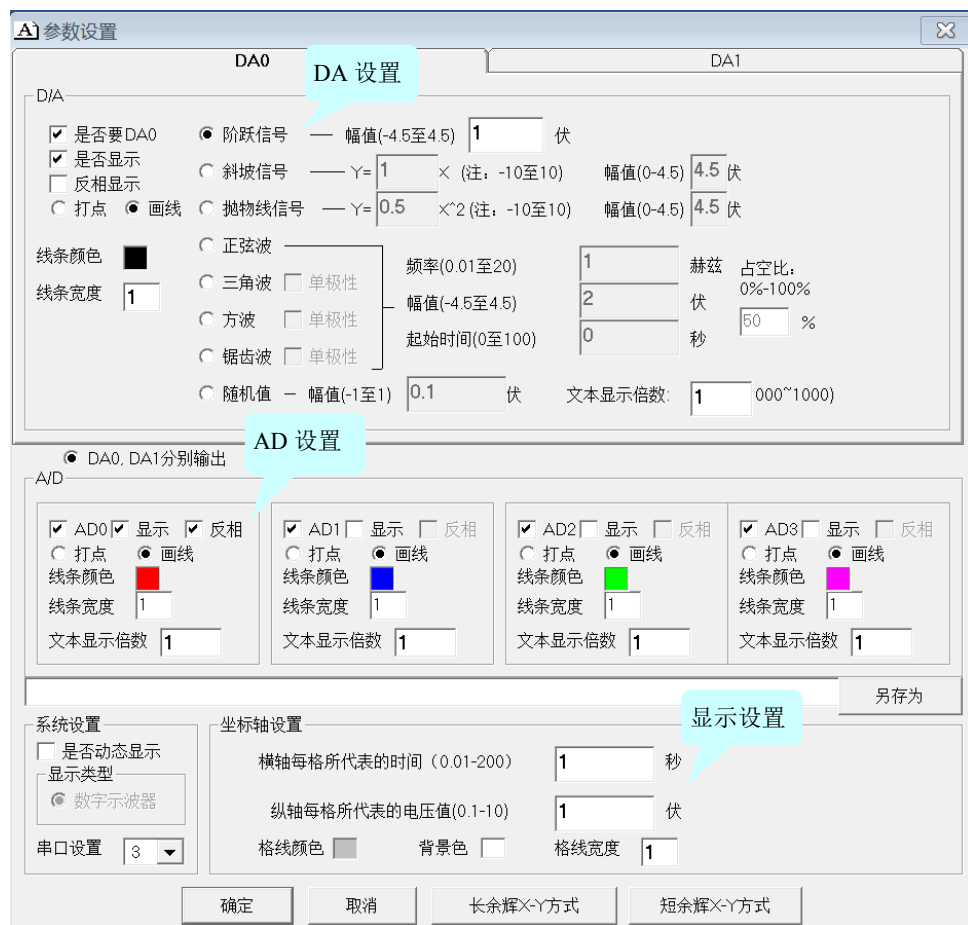 A 参数设置
DA0 DA1
DA 设置
D/A
是否要DA0 阶跃信号 — 幅值(-4.5至4.5) 1 伏
是否显示
反相显示 斜坡信号 —— Y= 1 X (注：-10至10) 幅值(0-4.5) 4.5 伏
打点 画线 抛物线信号 — Y= 0.5 X^2 (注：-10至10) 幅值(0-4.5) 4.5 伏
线条颜色 正弦波
频率(0.01至20) 1 赫兹 占空比：
线条宽度 1 三角波 单极性 0%-100%
幅值(-4.5至4.5) 2 伏
方波 单极性 50 %
起始时间(0至100) 0 秒
锯齿波 单极性
随机值 — 幅值(-1至1) 0.1 伏 文本显示倍数: 1 000~1000)
AD 设置
DA0, DA1分别输出
A/D
AD0 显示 反相 AD1 显示 反相 AD2 显示 反相 AD3 显示 反相
打点 画线 打点 画线 打点 画线 打点 画线
线条颜色 线条颜色 线条颜色 线条颜色
线条宽度 1 线条宽度 1 线条宽度 1 线条宽度 1
文本显示倍数 1 文本显示倍数 1 文本显示倍数 1 文本显示倍数 1
另存为
显示设置
系统设置 坐标轴设置
是否动态显示 横轴每格所代表的时间（0.01-200） 1 秒
显示类型
数字示波器 纵轴每格所代表的电压值(0.1-10) 1 伏
串口设置 3 格线颜色 背景色 格线宽度 1
确定 取消 长余辉X-Y方式 短余辉X-Y方式